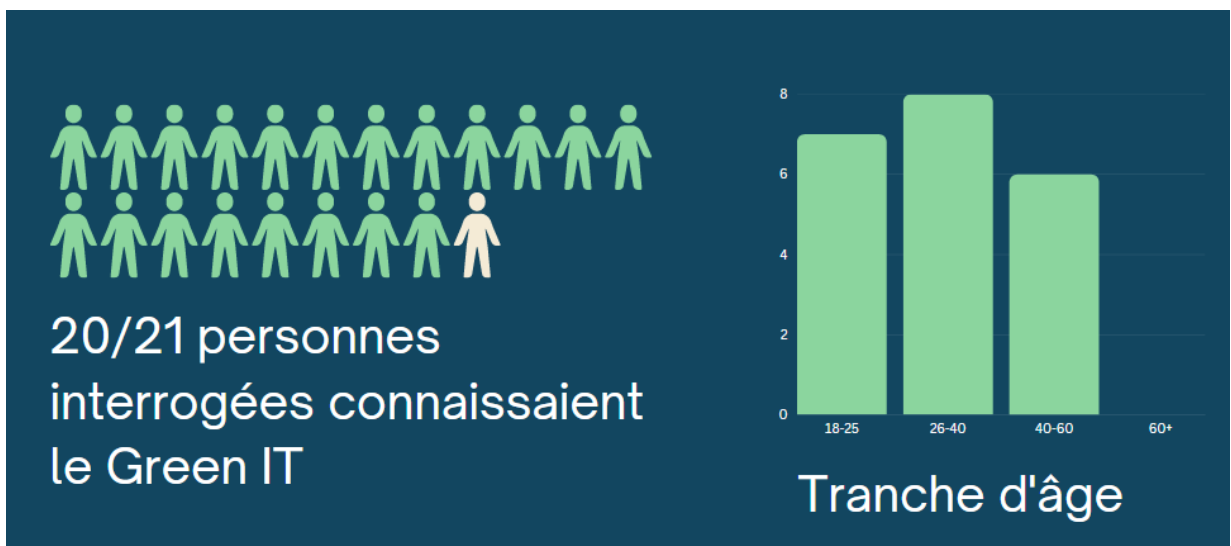 20/21 personnes
interrogées connaissaient
le Green IT
8
6
4
2
0
18-25 26-40 40-60 60+
Tranche d'âge